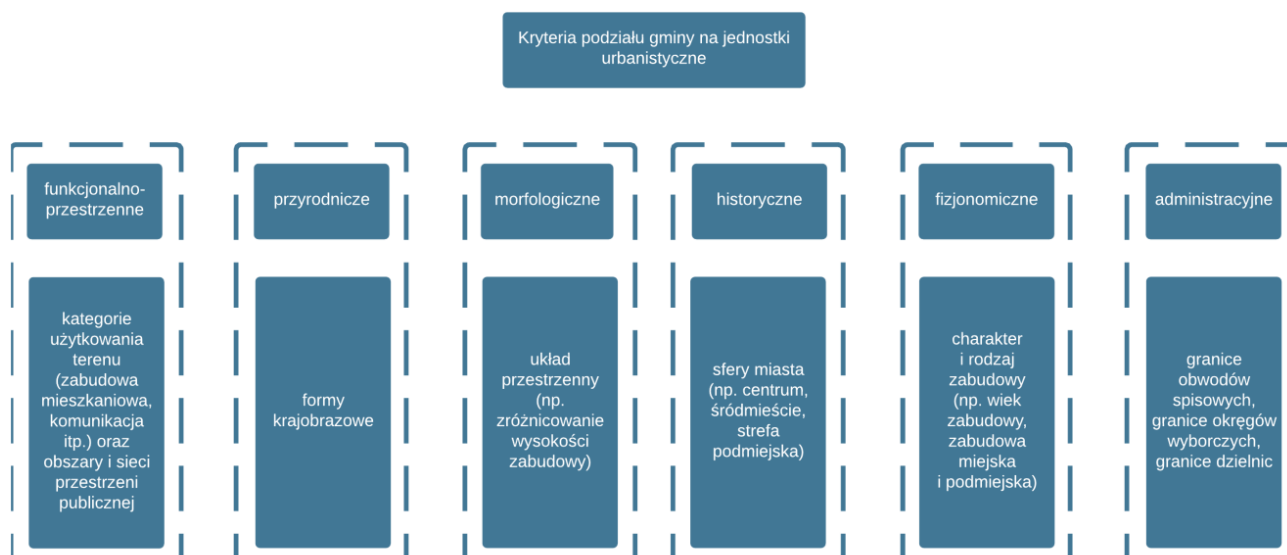 Kryteria podziału gminy na jednostki
urbanistyczne
funkcjonalno-
przestrzenne
przyrodnicze
morfologiczne
historyczne
fizjonomiczne
administracyjne
kategorie
użytkowania
terenu
(zabudowa
mieszkaniowa,
komunikacja
itp.) oraz
obszary i sieci
przestrzeni
publicznej
formy
krajobrazowe
układ
przestrzenny
(np.
zróżnicowanie
wysokości
zabudowy)
sfery miasta
(np. centrum,
śródmieście,
strefa
podmiejska)
charakter
i rodzaj
zabudowy
(np. wiek
zabudowy,
zabudowa
miejska
i podmiejska)
granice
obwodów
spisowych,
granice okręgów
wyborczych,
granice dzielnic